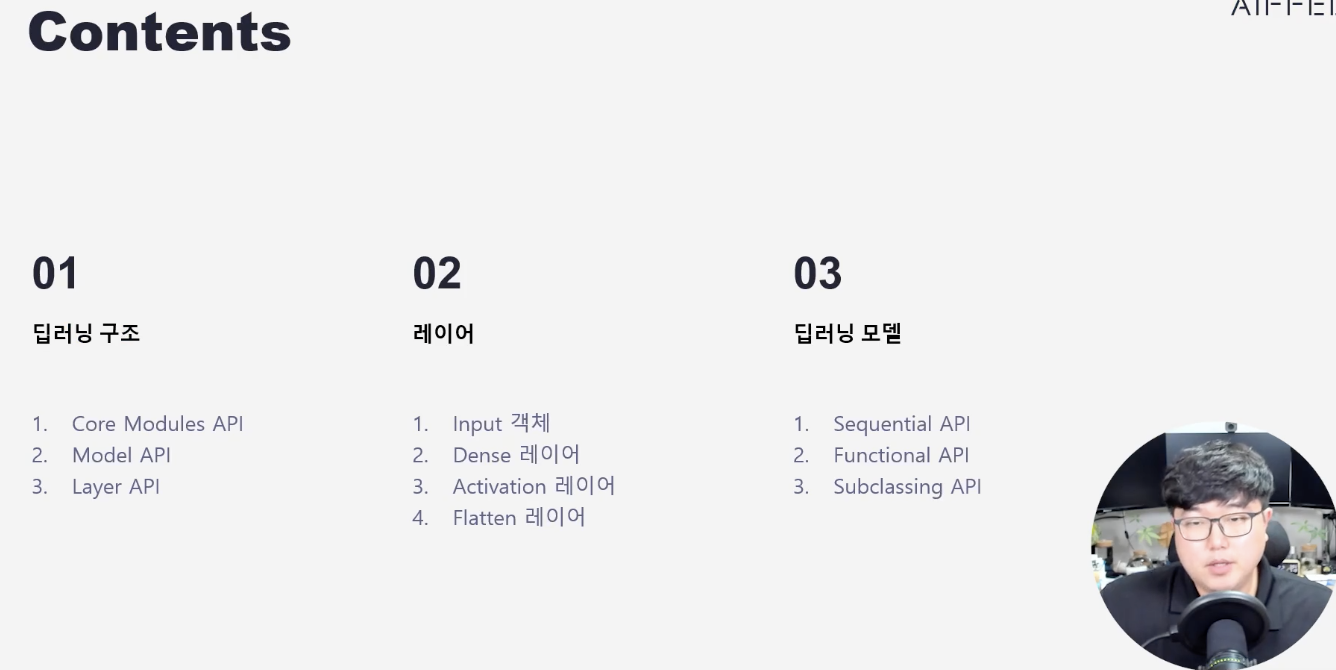 Contents
01
딥러닝 구조
1. Core Modules API
2. Model API
3. Layer API
02
레이어
1. Input 객체
2. Dense 레이어
3. Activation 레이어
4. Flatten 레이어
03
딥러닝 모델
1. Sequential API
2. Functional API
3. Subclassing API